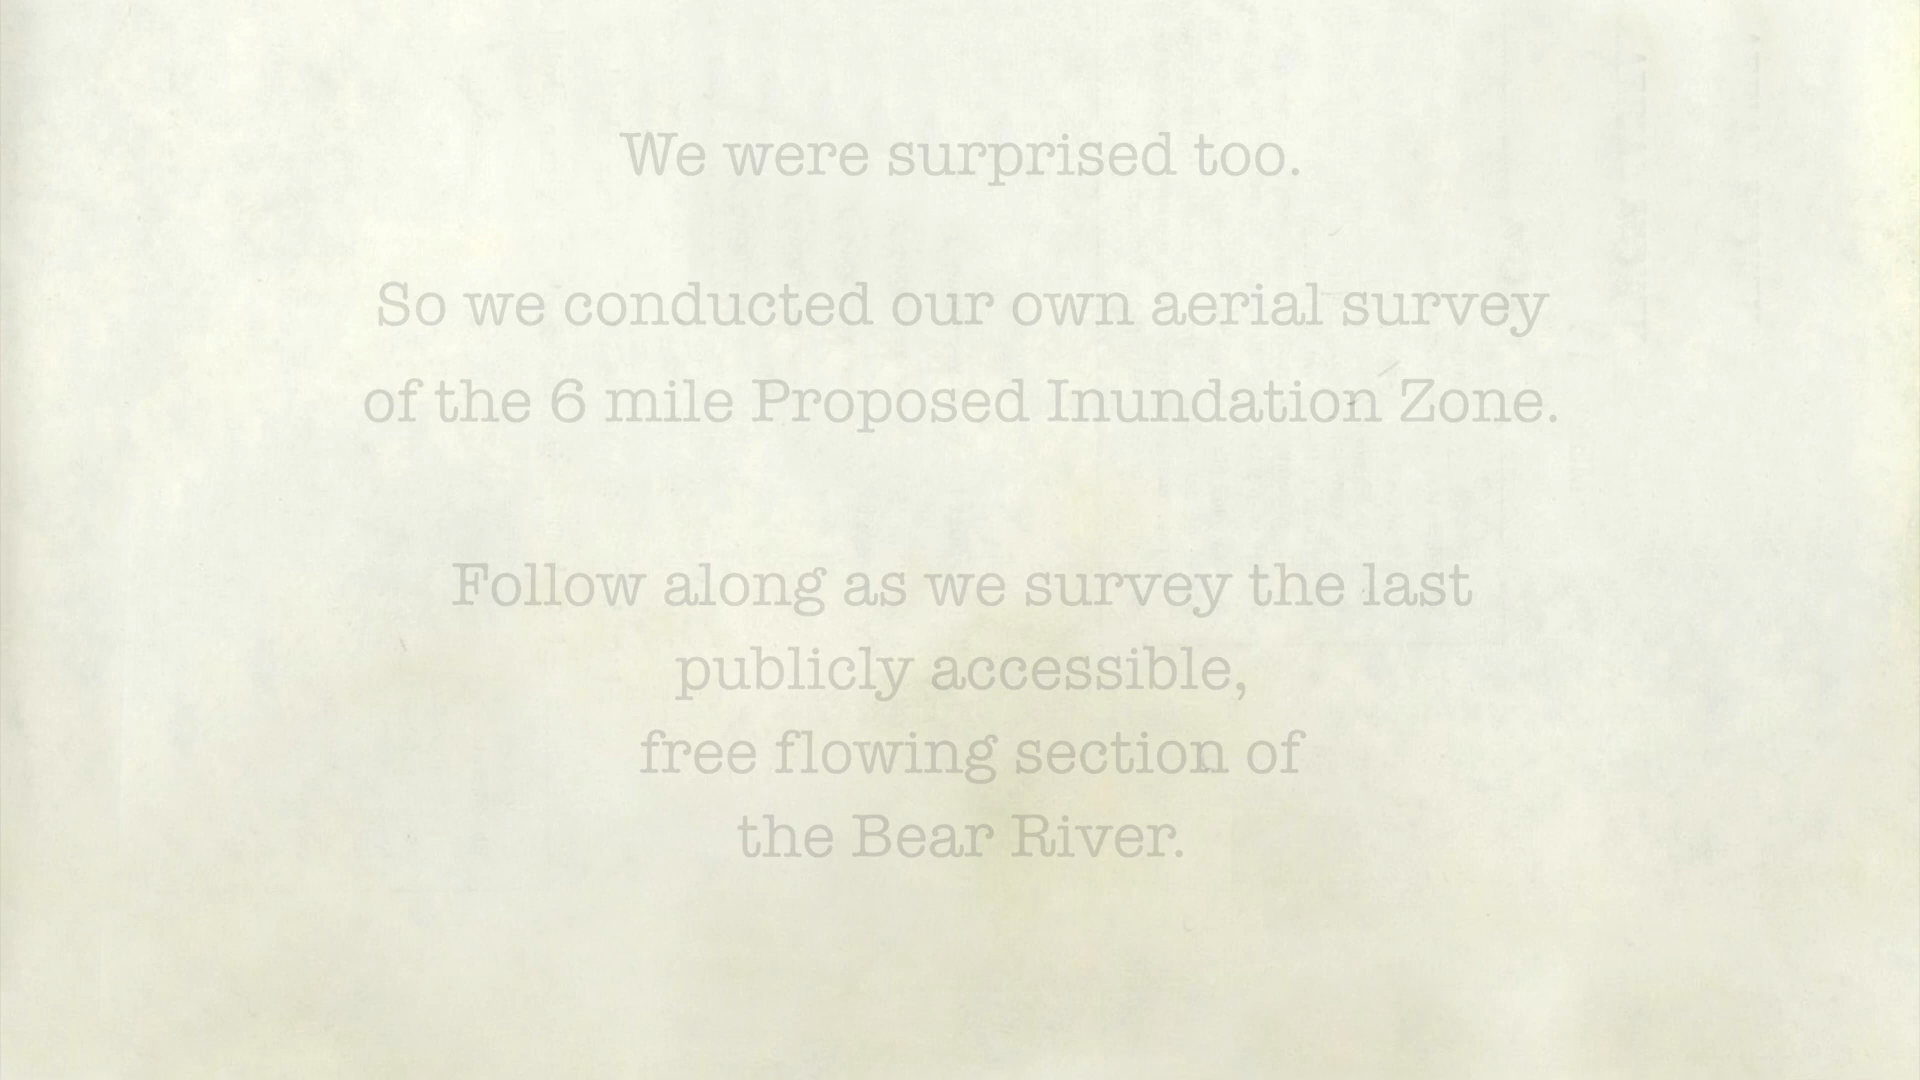 We were surprised too.
So we conducted our own aerial survey
of the 6 mile Proposed Inundation Zone.
Follow along as we survey the last
publicly accessible,
free flowing section of
the Bear River.